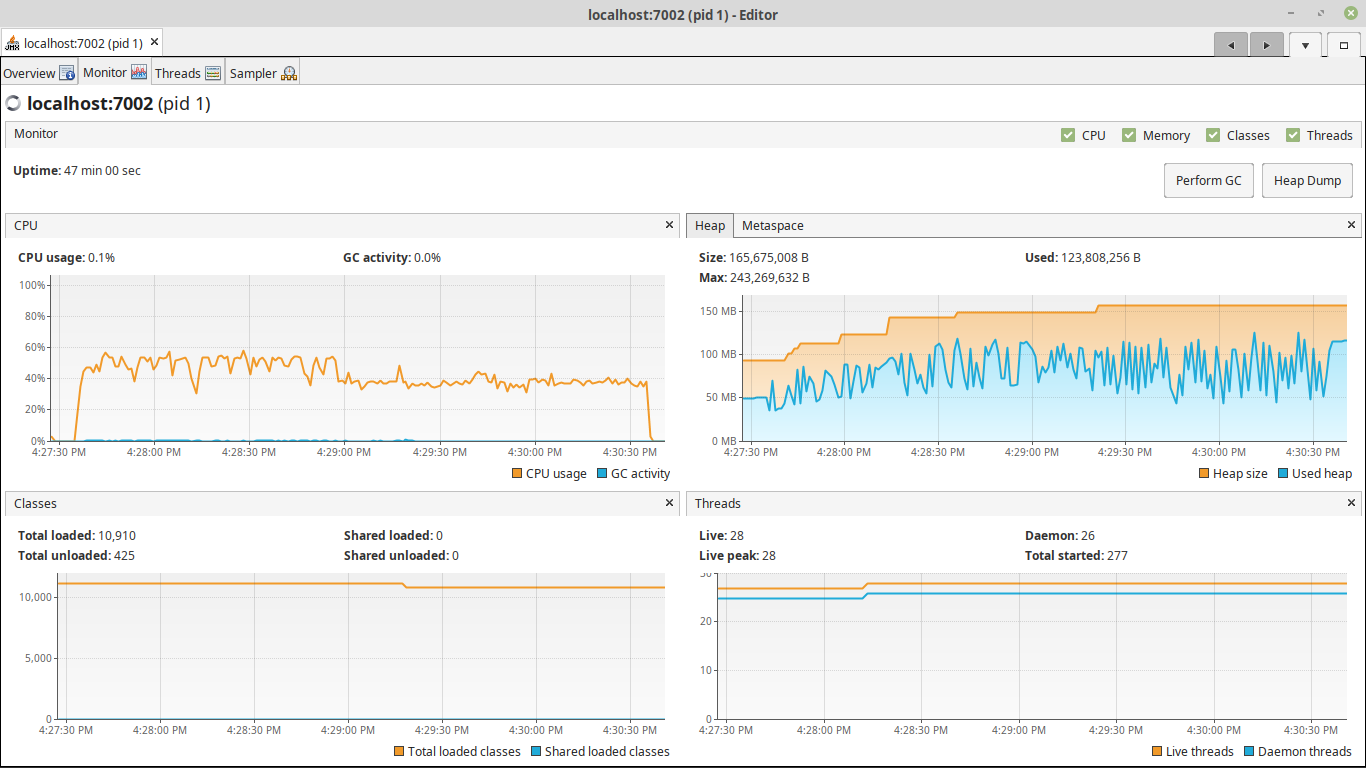 localhost:7002 (pid 1) - Editor
JMX localhost:7002 (pid 1)
Overview Monitor Threads Sampler
localhost:7002 (pid 1)
Monitor CPU Memory Classes Threads
Uptime: 47 min 00 sec
Perform GC Heap Dump
CPU
CPU usage: 0.1% GC activity: 0.0%
100%
80%
60%
40%
20%
0%
4:27:30 PM 4:28:00 PM 4:28:30 PM 4:29:00 PM 4:29:30 PM 4:30:00 PM 4:30:30 PM
CPU usage GC activity
Heap Metaspace
Size: 165,675,008 B Used: 123,808,256 B
Max: 243,269,632 B
150 MB
100 MB
50 MB
0 MB
4:27:30 PM 4:28:00 PM 4:28:30 PM 4:29:00 PM 4:29:30 PM 4:30:00 PM 4:30:30 PM
Heap size Used heap
Classes
Total loaded: 10,910 Shared loaded: 0
Total unloaded: 425 Shared unloaded: 0
10,000
5,000
0
4:27:30 PM 4:28:00 PM 4:28:30 PM 4:29:00 PM 4:29:30 PM 4:30:00 PM 4:30:30 PM
Total loaded classes Shared loaded classes
Threads
Live: 28 Daemon: 26
Live peak: 28 Total started: 277
30
20
10
0
4:27:30 PM 4:28:00 PM 4:28:30 PM 4:29:00 PM 4:29:30 PM 4:30:00 PM 4:30:30 PM
Live threads Daemon threads